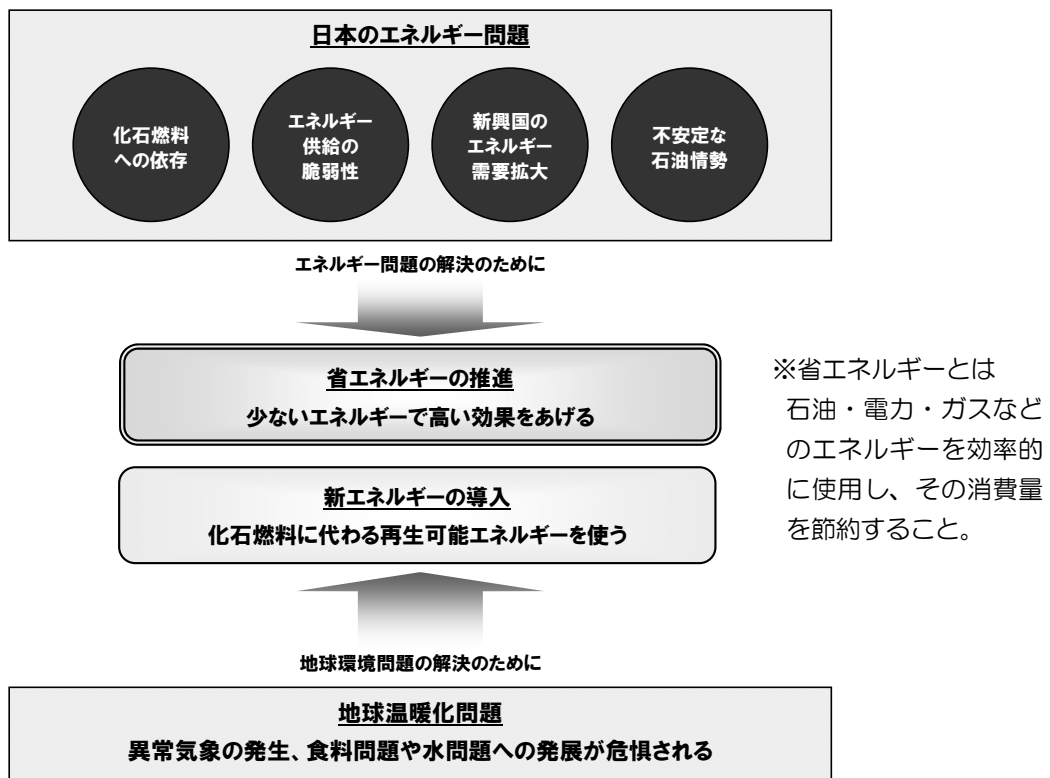 日本のエネルギー問題
化石燃料
への依存
エネルギー
供給の
脆弱性
新興国の
エネルギー
需要拡大
不安定な
石油情勢
エネルギー問題の解決のために
省エネルギーの推進
少ないエネルギーで高い効果をあげる
※省エネルギーとは
石油・電力・ガスなど
のエネルギーを効率的
に使用し、その消費量
を節約すること。
新エネルギーの導入
化石燃料に代わる再生可能エネルギーを使う
地球環境問題の解決のために
地球温暖化問題
異常気象の発生、食料問題や水問題への発展が危惧される